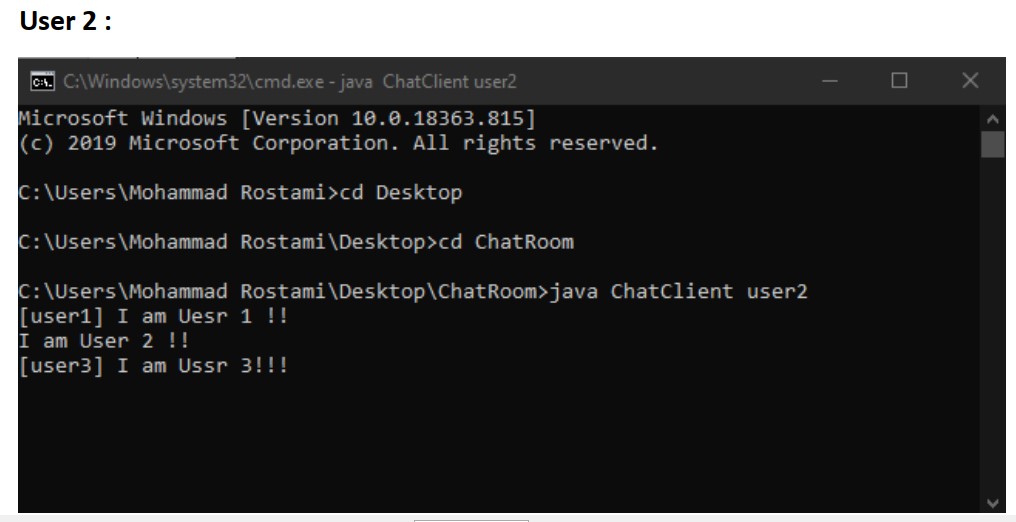 User 2 :
C:\Windows\system32\cmd.exe - java  ChatClient user2
Microsoft Windows [Version 10.0.18363.815]
(c) 2019 Microsoft Corporation. All rights reserved.
C:\Users\Mohammad Rostami>cd Desktop
C:\Users\Mohammad Rostami\Desktop>cd ChatRoom
C:\Users\Mohammad Rostami\Desktop\ChatRoom>java ChatClient user2
[user1] I am Uesr 1 !!
I am User 2 !!
[user3] I am Ussr 3!!!